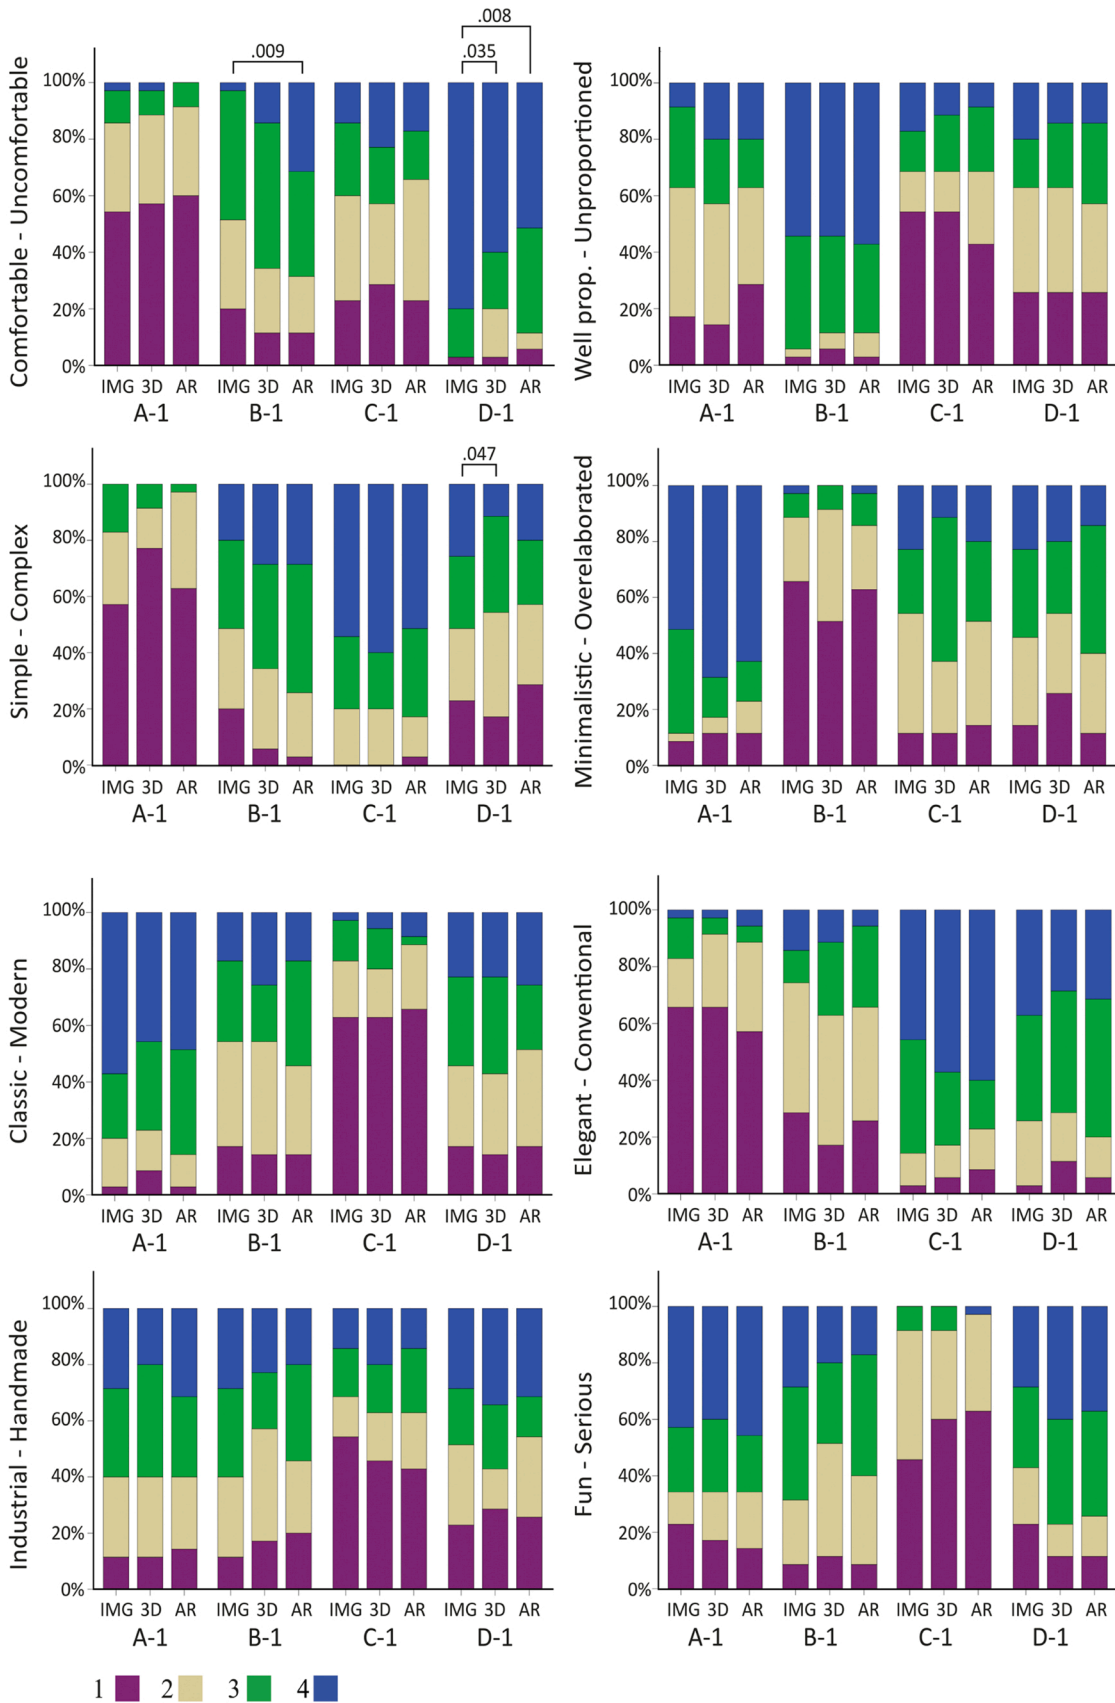 .009
.035
.008
Comfortable - Uncomfortable
100%
80%
60%
40%
20%
0%
IMG 3D AR IMG 3D AR IMG 3D AR IMG 3D AR
A-1 B-1 C-1 D-1
Well prop. - Unproportioned
100%
80%
60%
40%
20%
0%
IMG 3D AR IMG 3D AR IMG 3D AR IMG 3D AR
A-1 B-1 C-1 D-1
.047
Simple - Complex
100%
80%
60%
40%
20%
0%
IMG 3D AR IMG 3D AR IMG 3D AR IMG 3D AR
A-1 B-1 C-1 D-1
Minimalistic - Overelaborated
100%
80%
60%
40%
20%
0%
IMG 3D AR IMG 3D AR IMG 3D AR IMG 3D AR
A-1 B-1 C-1 D-1
Classic - Modern
100%
80%
60%
40%
20%
0%
IMG 3D AR IMG 3D AR IMG 3D AR IMG 3D AR
A-1 B-1 C-1 D-1
Elegant - Conventional
100%
80%
60%
40%
20%
0%
IMG 3D AR IMG 3D AR IMG 3D AR IMG 3D AR
A-1 B-1 C-1 D-1
Industrial - Handmade
100%
80%
60%
40%
20%
0%
IMG 3D AR IMG 3D AR IMG 3D AR IMG 3D AR
A-1 B-1 C-1 D-1
Fun - Serious
100%
80%
60%
40%
20%
0%
IMG 3D AR IMG 3D AR IMG 3D AR IMG 3D AR
A-1 B-1 C-1 D-1
1 2 3 4